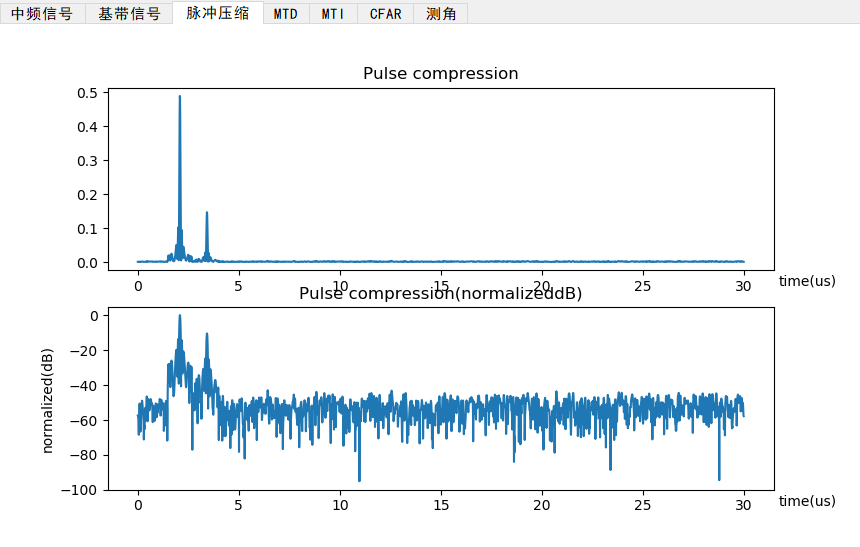 中频信号 基带信号 脉冲压缩 MTD MTI CFAR 测角
Pulse compression
0.5
0.4
0.3
0.2
0.1
0.0
0 5 10 15 20 25 30 time(us)
Pulse compression(normalizeddB)
normalized(dB)
0
−20
−40
−60
−80
−100
0 5 10 15 20 25 30 time(us)